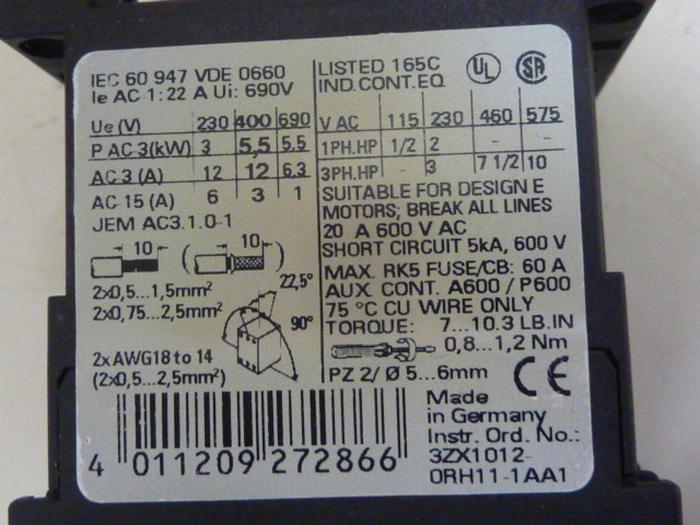 IEC 60 947 VDE 0660
Ie AC-1: 22 A Ui: 690V
Ue (V) 230 400 690
P AC 3(kW) 3 5,5 5.5
AC 3 (A) 12 12 6,3
AC 15 (A) 6 3 1
JEM AC3.1.0-1
10 ( 10 )
2x0,5...1,5mm²
2x0,75...2,5mm²
22,5°
90°
2x AWG18 to 14
(2x0,5...2,5mm²)
LISTED 165C
IND.CONT.EQ
UL
SA
V AC 115 230 460 575
1PH.HP 1/2 2 - -
3PH.HP - 3 7 1/2 10
SUITABLE FOR DESIGN E
MOTORS; BREAK ALL LINES
20 A 600 V AC
SHORT CIRCUIT 5kA, 600 V
MAX. RK5 FUSE/CB: 60 A
AUX. CONT. A600 / P600
75 °C CU WIRE ONLY
TORQUE: 7...10.3 LB.IN
0,8...1,2 Nm
PZ 2/ Ø 5...6mm
CE
4 011209 272866
Made
in Germany
Instr. Ord. No.:
3ZX1012-
0RH11-1AA1